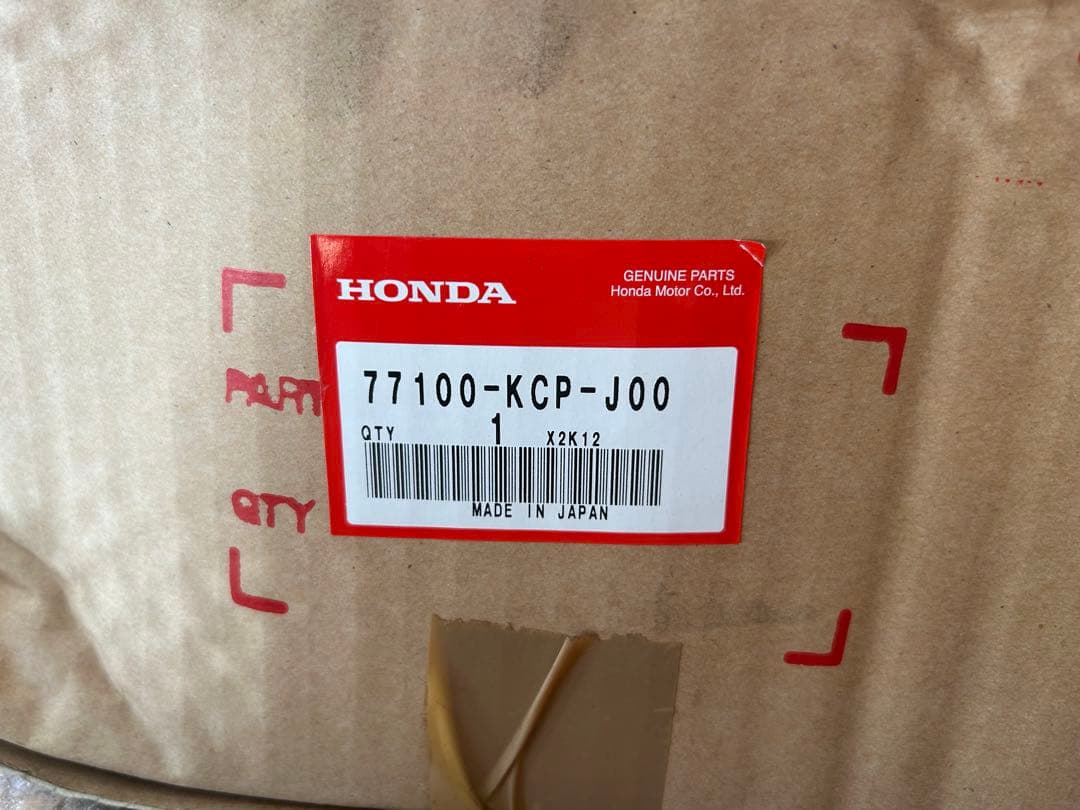 HONDA
GENUINE PARTS
Honda Motor Co., Ltd.
PART
77100-KCP-J00
QTY 1 X2K12
QTY
MADE IN JAPAN